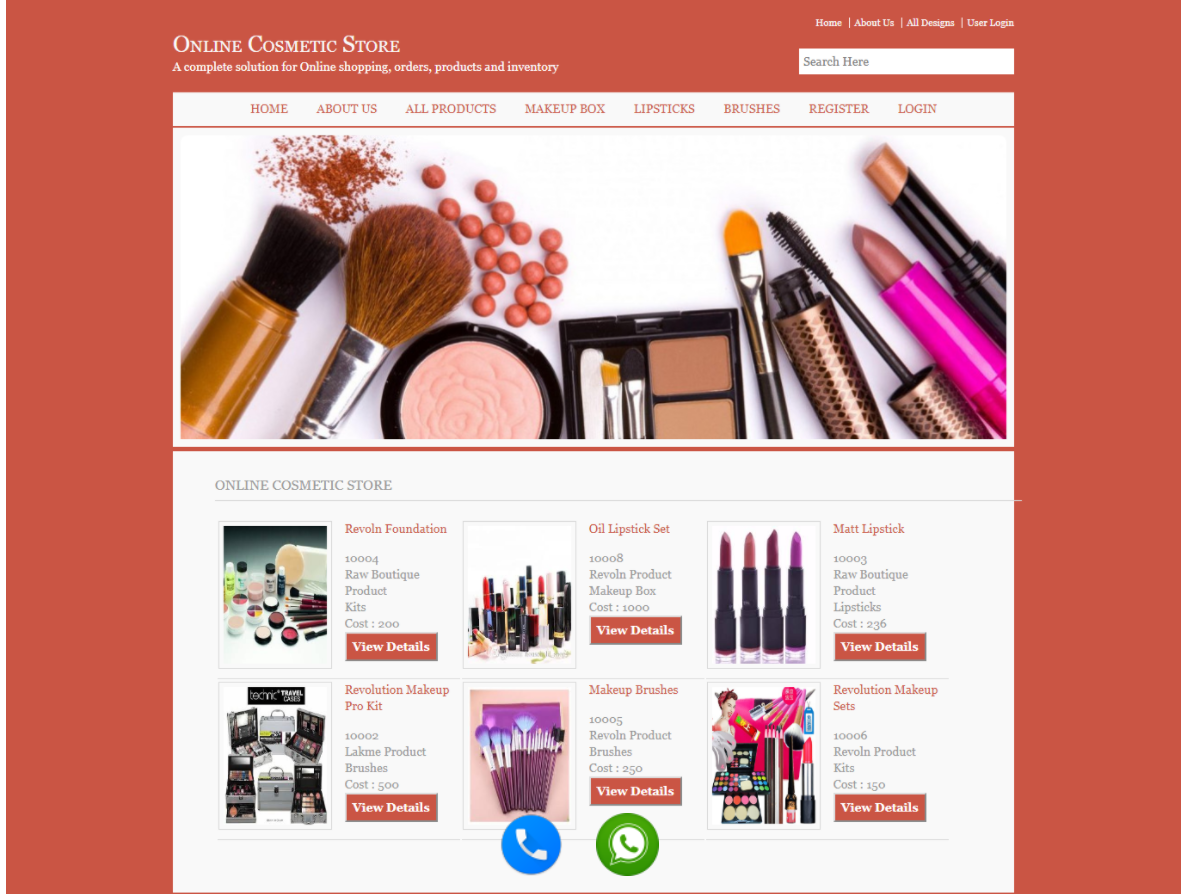 Home | About Us | All Designs | User Login
ONLINE COSMETIC STORE
A complete solution for Online shopping, orders, products and inventory
Search Here
HOME ABOUT US ALL PRODUCTS MAKEUP BOX LIPSTICKS BRUSHES REGISTER LOGIN
ONLINE COSMETIC STORE
Revoln Foundation
10004
Raw Boutique
Product
Kits
Cost : 200
View Details
Oil Lipstick Set
10008
Revoln Product
Makeup Box
Cost : 1000
View Details
Matt Lipstick
10003
Raw Boutique
Product
Lipsticks
Cost : 236
View Details
technic TRAVEL
CASES
Revolution Makeup
Pro Kit
10002
Lakme Product
Brushes
Cost : 500
View Details
Makeup Brushes
10005
Revoln Product
Brushes
Cost : 250
View Details
Revolution Makeup
Sets
10006
Revoln Product
Kits
Cost : 150
View Details